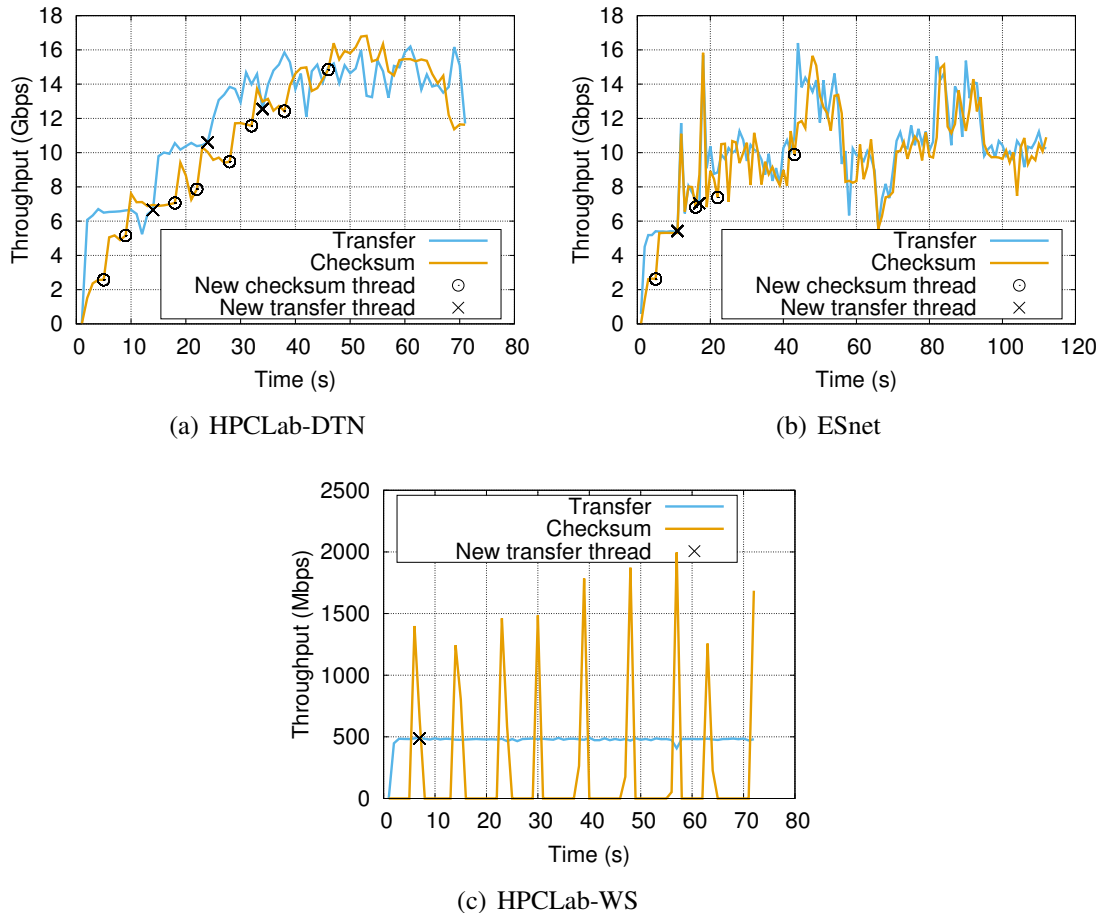 Throughput (Gbps)
18
16
14
12
10
8
6
4
2
0
Transfer
Checksum
New checksum thread
New transfer thread
0 10 20 30 40 50 60 70 80
Time (s)
(a) HPCLab-DTN
Throughput (Gbps)
18
16
14
12
10
8
6
4
2
0
Transfer
Checksum
New checksum thread
New transfer thread
0 20 40 60 80 100 120
Time (s)
(b) ESnet
Throughput (Mbps)
2500
2000
1500
1000
500
0
Transfer
Checksum
New transfer thread
0 10 20 30 40 50 60 70 80
Time (s)
(c) HPCLab-WS